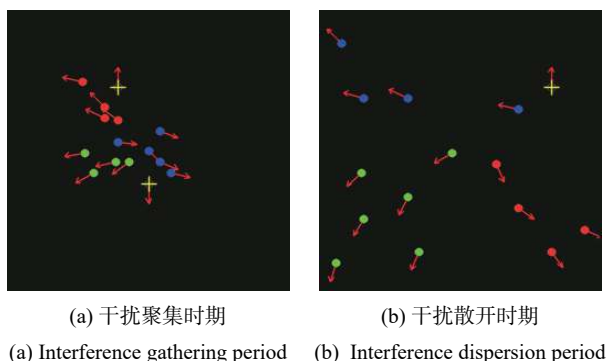 (a) 干扰聚集时期
(b) 干扰散开时期
(a) Interference gathering period
(b) Interference dispersion period